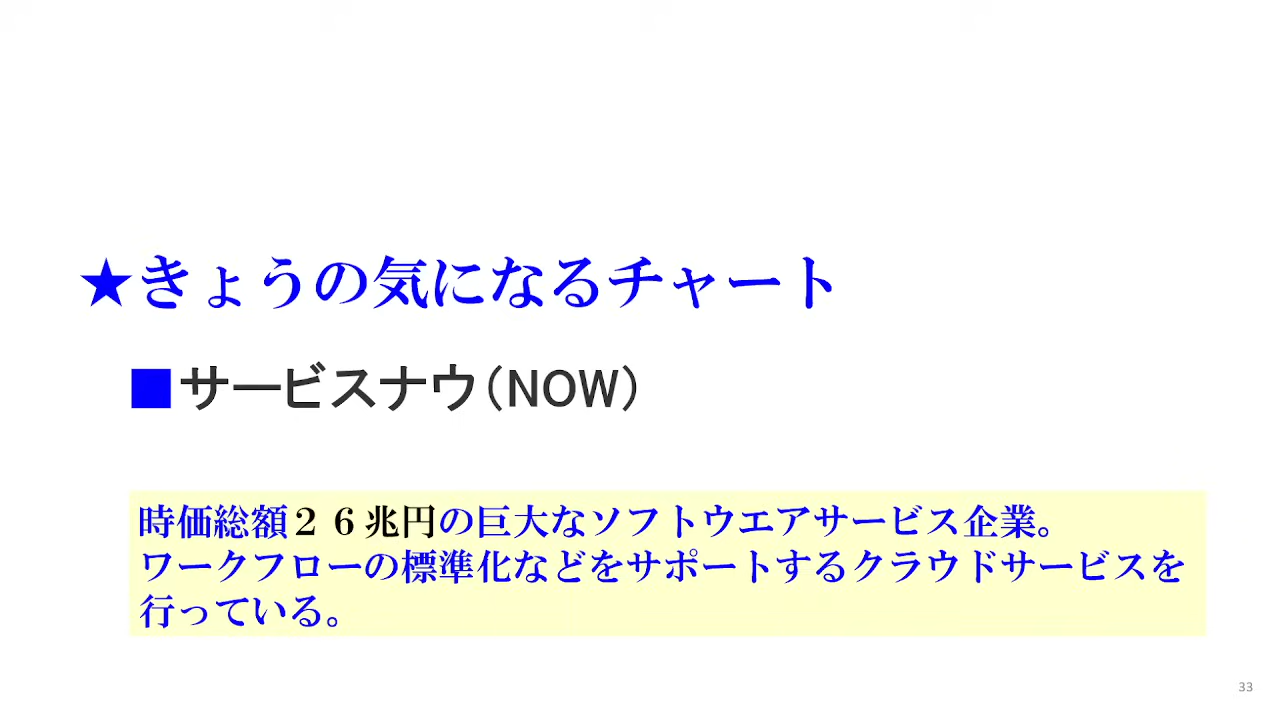 ★きょうの気になるチャート
■サービスナウ（NOW）
時価総額２６兆円の巨大なソフトウエアサービス企業。
ワークフローの標準化などをサポートするクラウドサービスを
行っている。
33